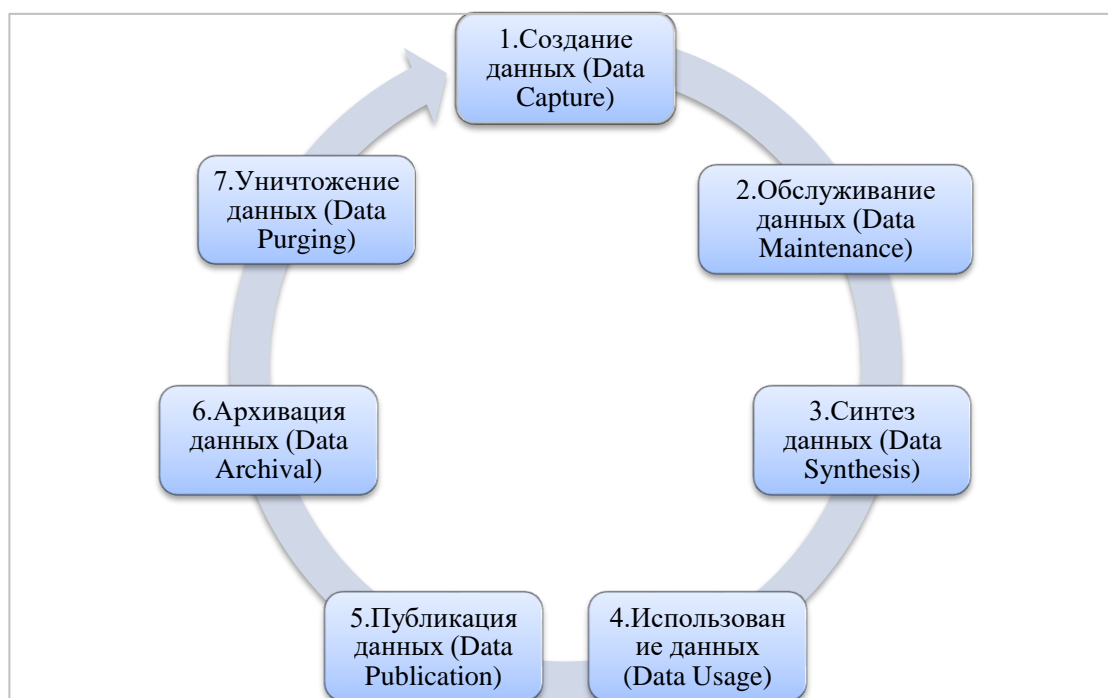 1.Создание
данных (Data
Capture)
2.Обслуживание
данных (Data
Maintenance)
3.Синтез
данных (Data
Synthesis)
4.Использован
ие данных
(Data Usage)
5.Публикация
данных (Data
Publication)
6.Архивация
данных (Data
Archival)
7.Уничтожение
данных (Data
Purging)